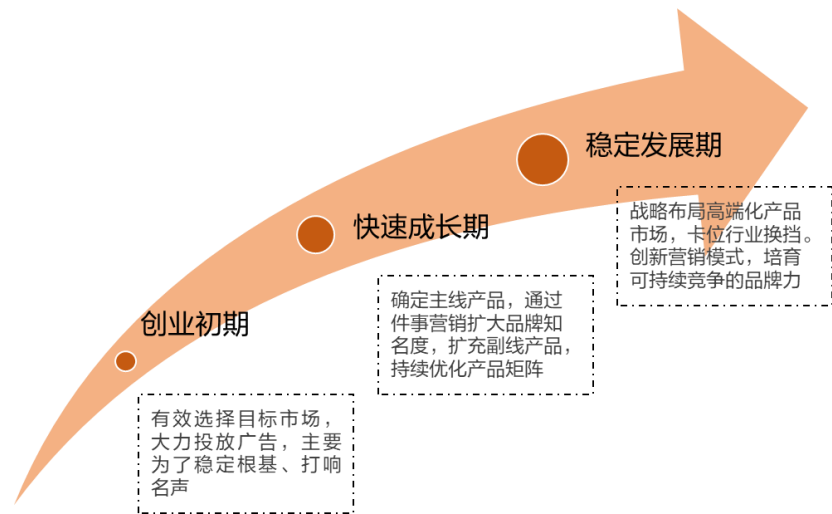 创业初期
有效选择目标市场，
大力投放广告，主要
为了稳定根基、打响
名声
快速成长期
确定主线产品，通过
件事营销扩大品牌知
名度，扩充副线产品，
持续优化产品矩阵
稳定发展期
战略布局高端化产品
市场，卡位行业换挡。
创新营销模式，培育
可持续竞争的品牌力